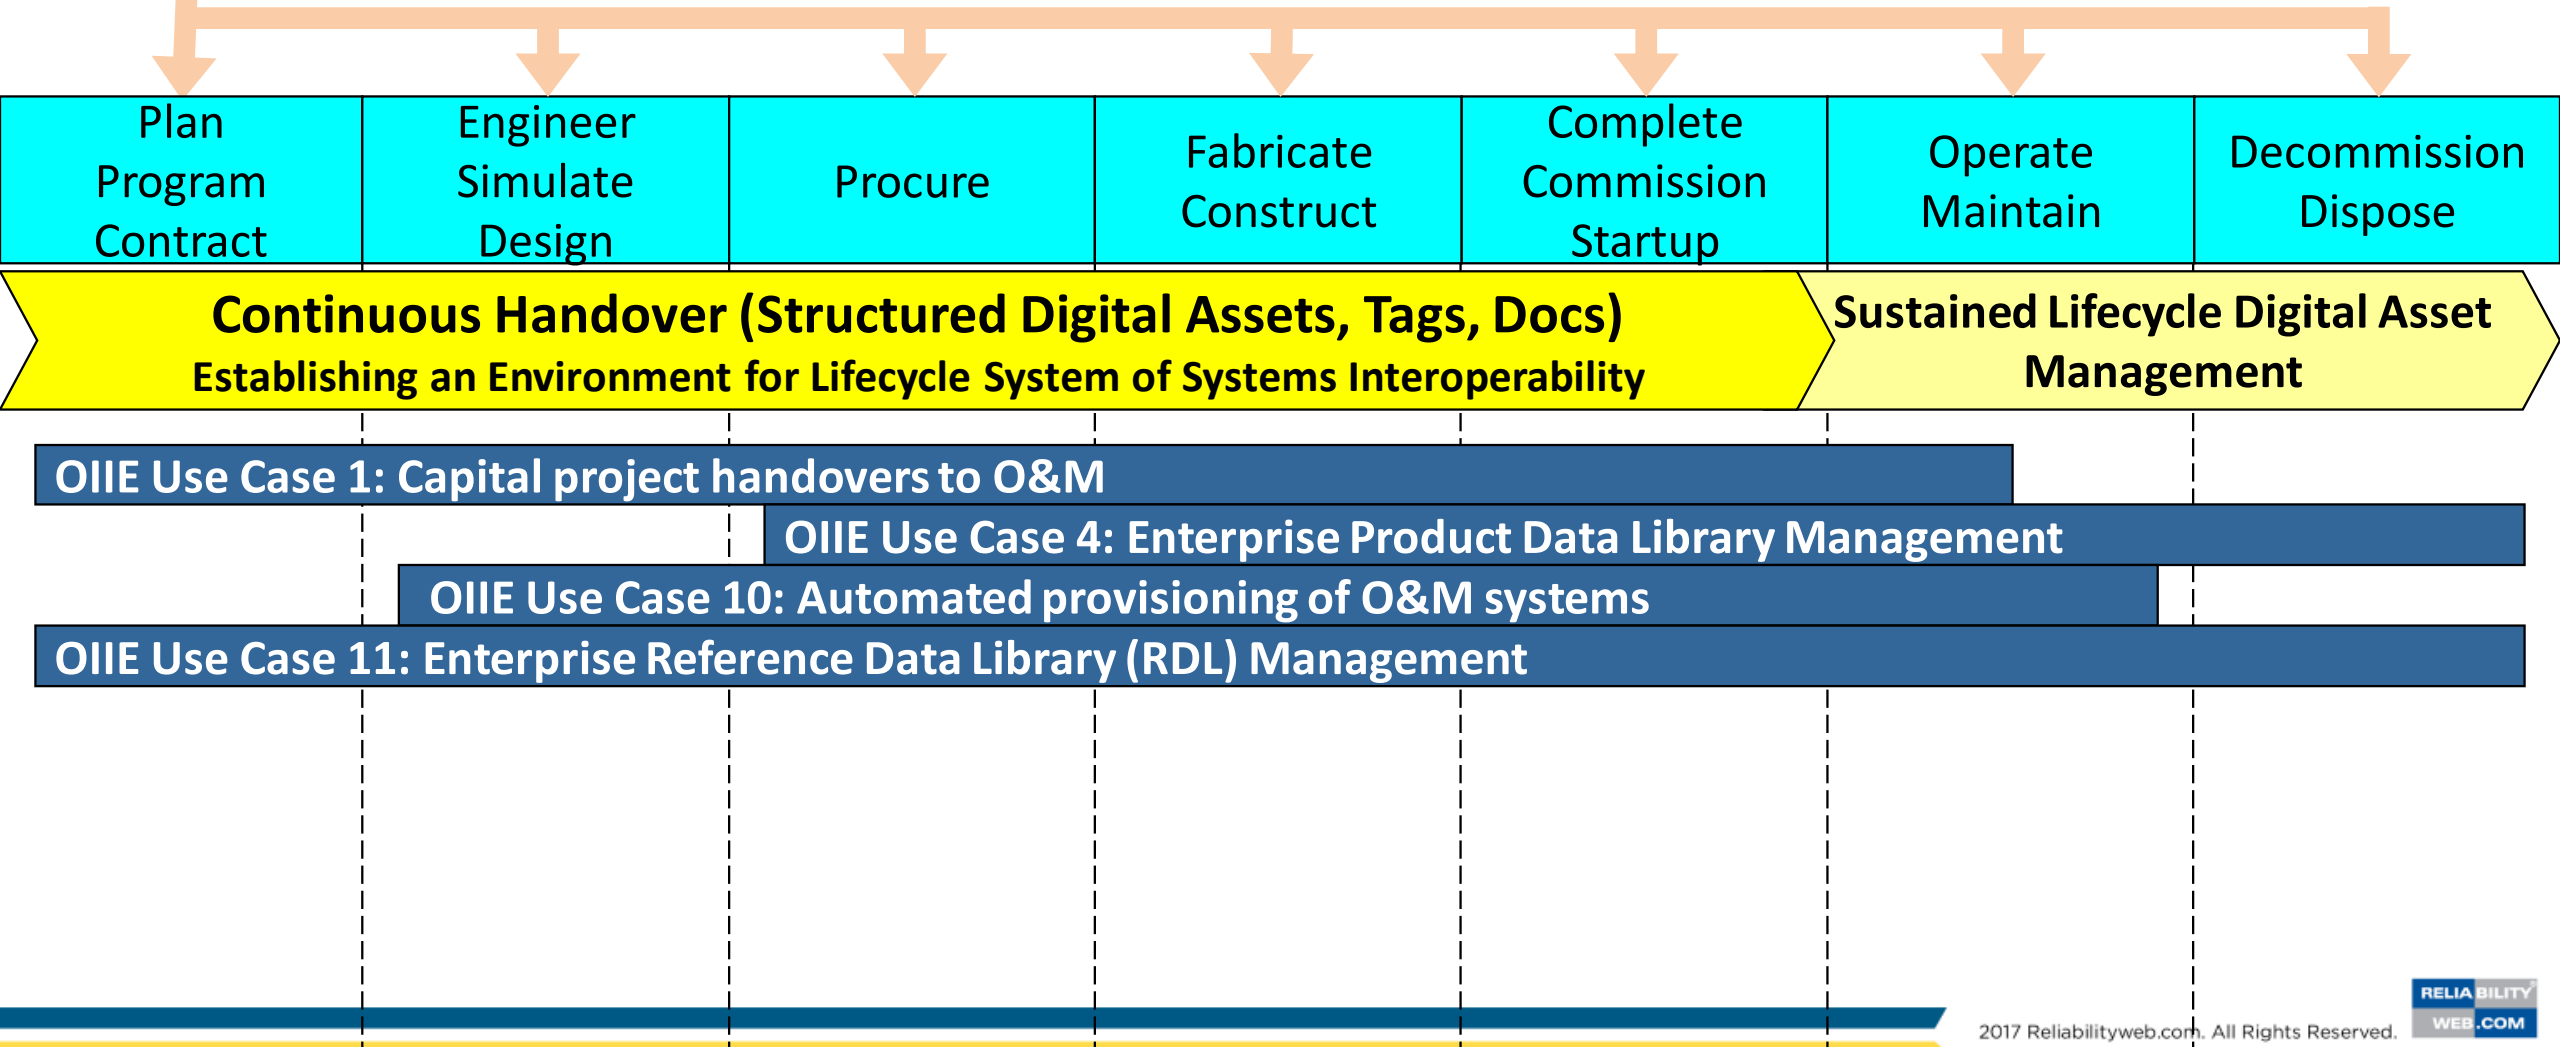 Plan
Program
Contract
Engineer
Simulate
Design
Procure
Fabricate
Construct
Complete
Commission
Startup
Operate
Maintain
Decommission
Dispose
Continuous Handover (Structured Digital Assets, Tags, Docs)
Establishing an Environment for Lifecycle System of Systems Interoperability
Sustained Lifecycle Digital Asset
Management
OIIE Use Case 1: Capital project handovers to O&M
OIIE Use Case 4: Enterprise Product Data Library Management
OIIE Use Case 10: Automated provisioning of O&M systems
OIIE Use Case 11: Enterprise Reference Data Library (RDL) Management
2017 Reliabilityweb.com. All Rights Reserved.
RELIABILITY®
WEB.COM